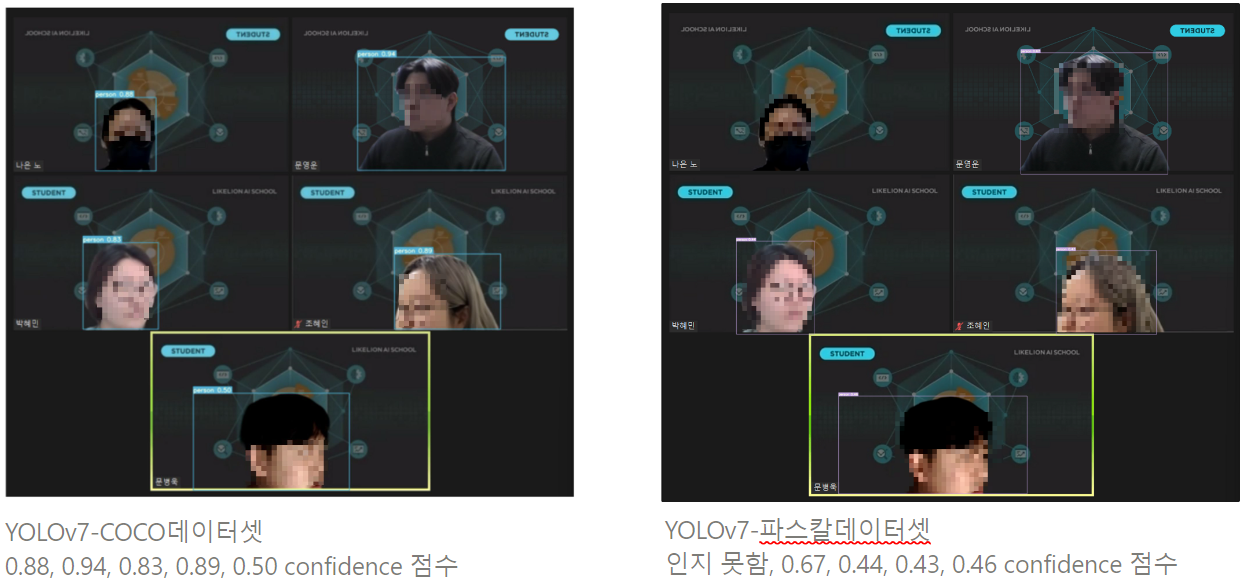 LIKELION AI SCHOOL
STUDENT
LIKELION AI SCHOOL
STUDENT
person 0.88
person 0.94
나은 노
문영운
STUDENT
LIKELION AI SCHOOL
STUDENT
LIKELION AI SCHOOL
person 0.83
person 0.89
박혜민
조혜인
STUDENT
LIKELION AI SCHOOL
person 0.50
문병욱
YOLOv7-COCO데이터셋
0.88, 0.94, 0.83, 0.89, 0.50 confidence 점수
LIKELION AI SCHOOL
STUDENT
LIKELION AI SCHOOL
STUDENT
나은 노
문영운
STUDENT
LIKELION AI SCHOOL
STUDENT
LIKELION AI SCHOOL
박혜민
조혜인
STUDENT
LIKELION AI SCHOOL
문병욱
YOLOv7-파스칼데이터셋
인지 못함, 0.67, 0.44, 0.43, 0.46 confidence 점수